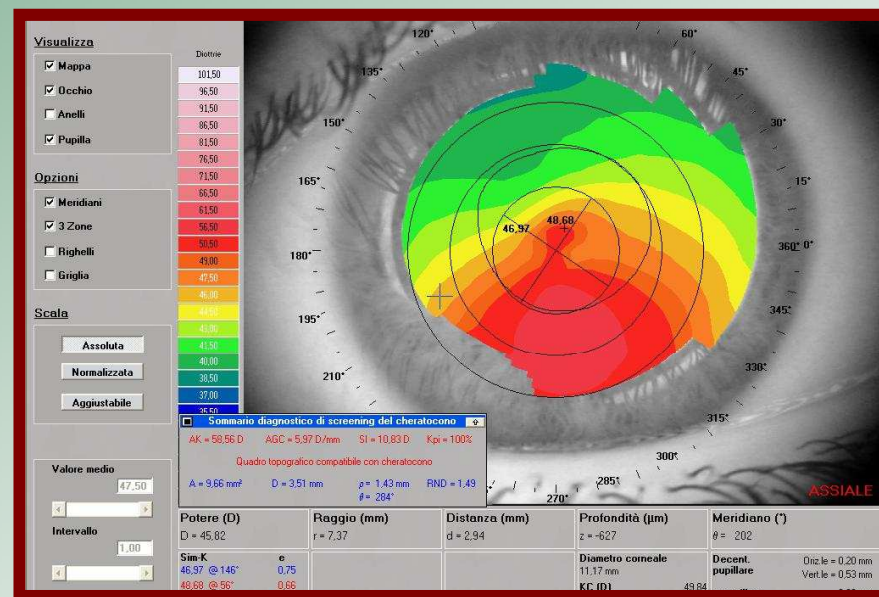 Visualizza
Mappa
Occhio
Anelli
Pupilla
Opzioni
Meridiani
3 Zone
Righelli
Griglia
Scala
Assoluta
Normalizzata
Aggiustabile
Valore medio
47,50
Intervallo
1,00
Diottrie
101,50
96,50
91,50
86,50
81,50
76,50
71,50
66,50
61,50
56,50
50,50
49,00
47,50
46,00
44,50
43,00
41,50
40,00
38,50
37,00
35,50
120°
60°
135°
45°
150°
30°
165°
15°
180°
360° 0°
195°
345°
210°
330°
315°
300°
285°
270°
46,97
48,68
ASSIALE
Sommario diagnostico di screening del cheratocono
AK = 58,56 D AGC = 5,97 D/mm SI = 10,83 D Kpi = 100%
Quadro topografico compatibile con cheratocono
A = 9,66 mm² D = 3,51 mm ρ = 1,43 mm RND = 1,49
θ = 284°
Potere (D) Raggio (mm) Distanza (mm) Profondità (µm) Meridiano (°)
D = 45,82 r = 7,37 d = 2,94 z = -627 θ = 202
Sim-K e
46,97 @ 146° 0,75
48,68 @ 56° 0,66
Diametro corneale
11,17 mm
KC (D) 49,84
Decent. Oriz.le = 0,20 mm
pupillare Vert.le = 0,53 mm